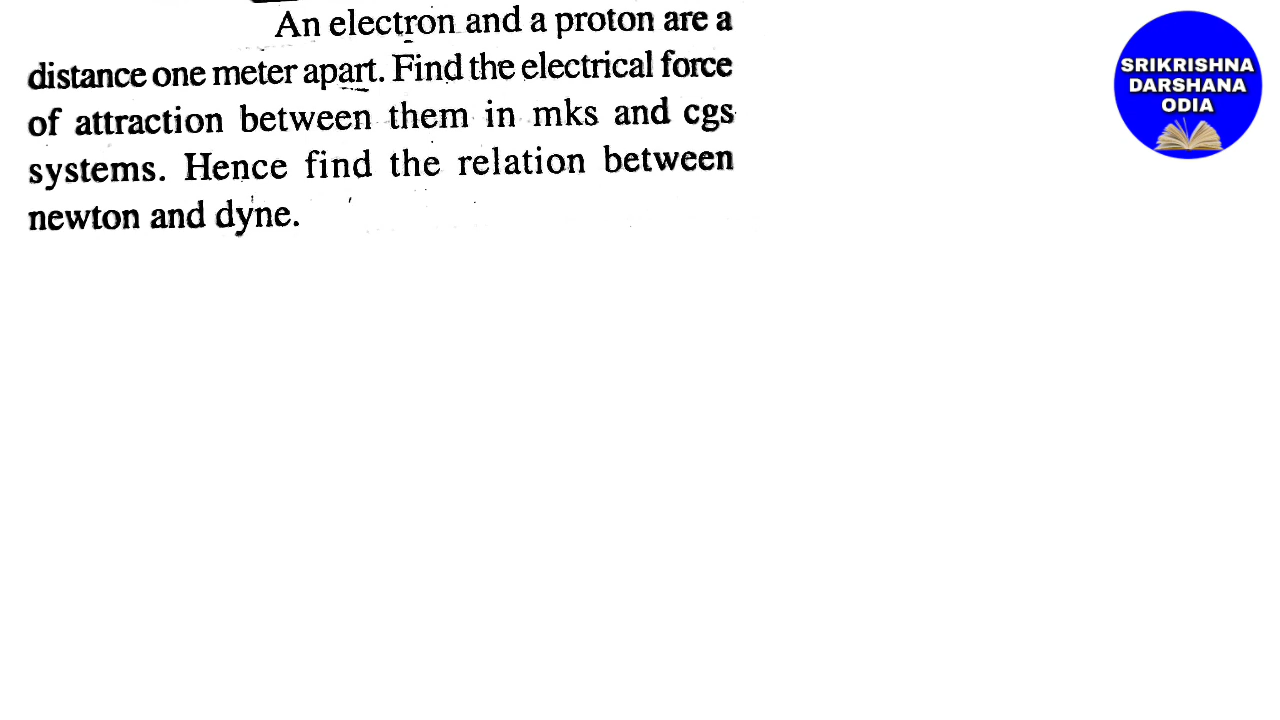 An electron and a proton are a
distance one meter apart. Find the electrical force
of attraction between them in mks and cgs
systems. Hence find the relation between
newton and dyne.
SRIKRISHNA
DARSHANA
ODIA